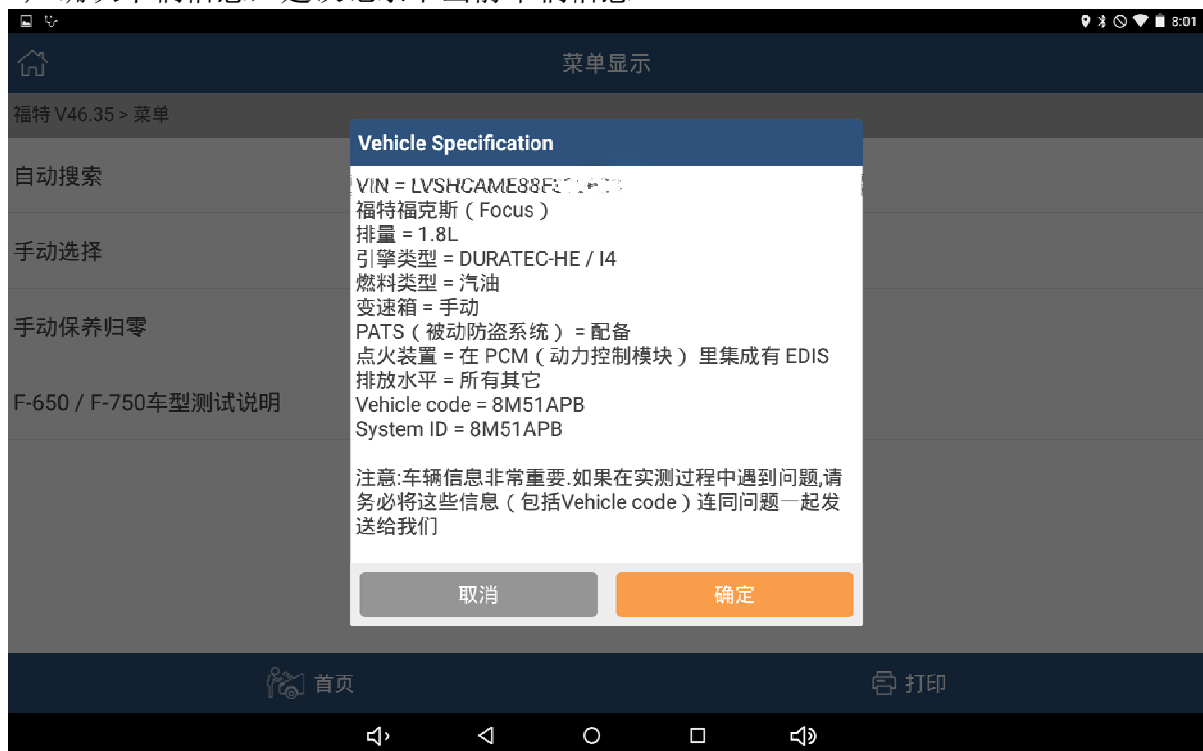 8:01
菜单显示
福特 V46.35 > 菜单
自动搜索
手动选择
手动保养归零
F-650 / F-750车型测试说明
Vehicle Specification
VIN = LVSHCAME88F
福特福克斯（Focus）
排量 = 1.8L
引擎类型 = DURATEC-HE / I4
燃料类型 = 汽油
变速箱 = 手动
PATS（被动防盗系统）= 配备
点火装置 = 在 PCM（动力控制模块）里集成有 EDIS
排放水平 = 所有其它
Vehicle code = 8M51APB
System ID = 8M51APB
注意:车辆信息非常重要.如果在实测过程中遇到问题,请
务必将这些信息（包括Vehicle code）连同问题一起发
送给我们
取消
确定
首页
打印